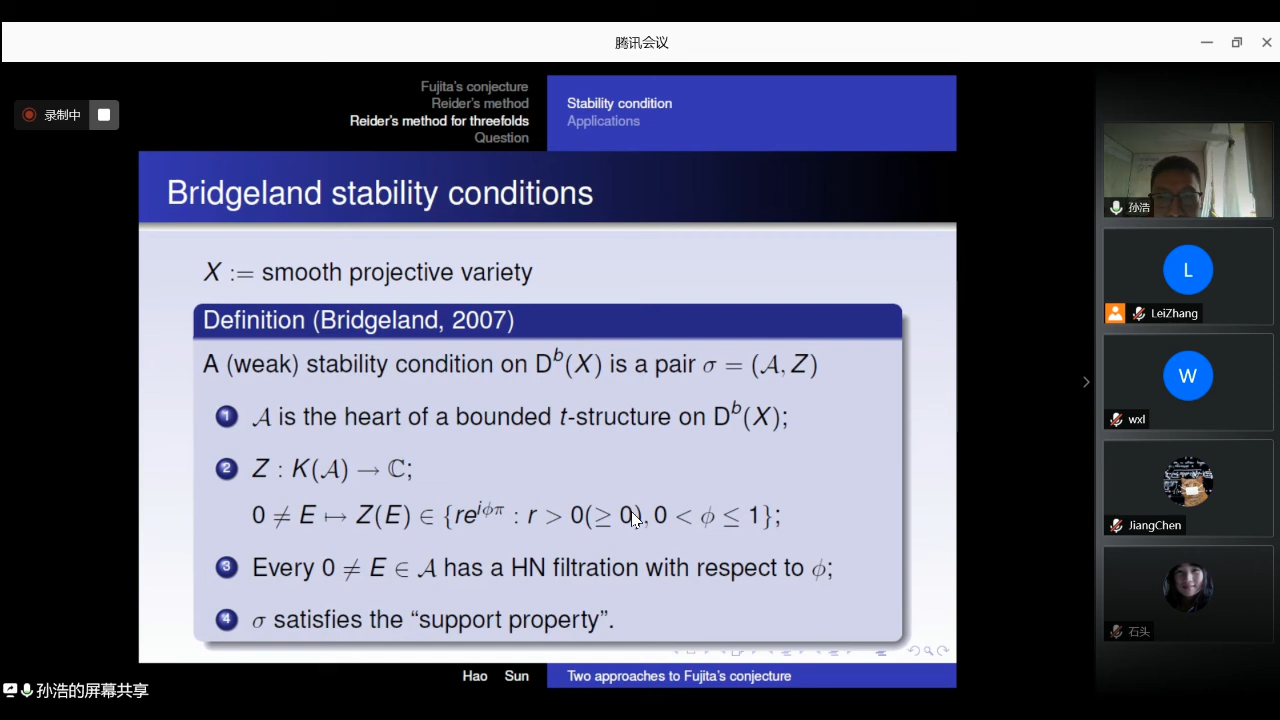 腾讯会议
录制中
Fujita's conjecture
Reider's method
Reider's method for threefolds
Question
Stability condition
Applications
Bridgeland stability conditions
X := smooth projective variety
Definition (Bridgeland, 2007)
A (weak) stability condition on D^b(X) is a pair σ = (𝒜, Z)
1 𝒜 is the heart of a bounded t-structure on D^b(X);
2 Z : K(𝒜) → ℂ;
0 ≠ E ↦ Z(E) ∈ {re^{iϕπ} : r > 0(≥ 0), 0 < ϕ ≤ 1};
3 Every 0 ≠ E ∈ 𝒜 has a HN filtration with respect to ϕ;
4 σ satisfies the “support property”.
Hao Sun
Two approaches to Fujita's conjecture
孙浩的屏幕共享
孙浩
L
LeiZhang
W
wxl
JiangChen
石头